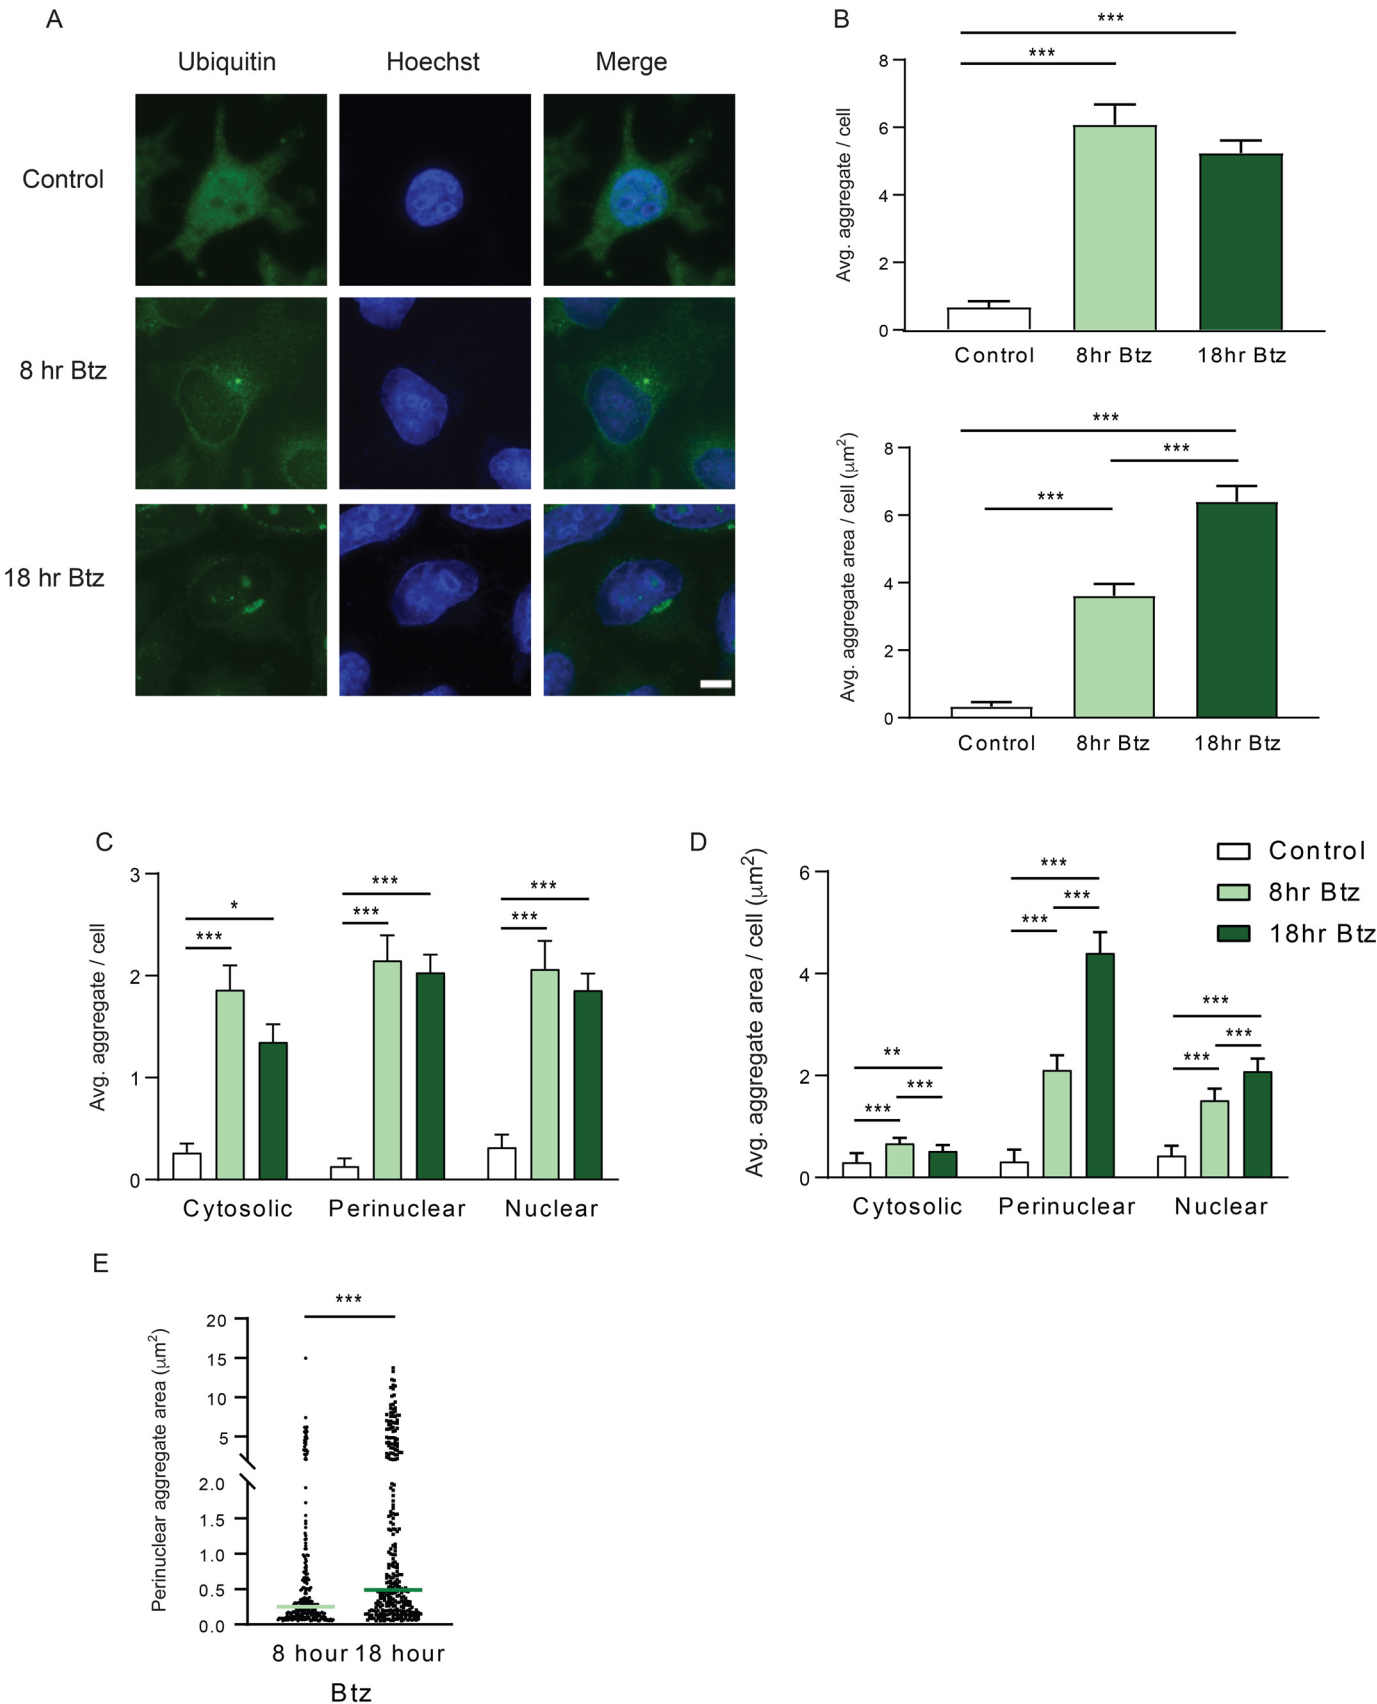 A
Ubiquitin
Hoechst
Merge
Control
8 hr Btz
18 hr Btz
B
***
***
Avg. aggregate / cell
8
6
4
2
0
Control
8hr Btz
18hr Btz
***
***
***
Avg. aggregate area / cell (μm²)
8
6
4
2
0
Control
8hr Btz
18hr Btz
C
Avg. aggregate / cell
3
2
1
0
*
***
***
***
***
***
Cytosolic
Perinuclear
Nuclear
D
Avg. aggregate area / cell (μm²)
6
4
2
0
**
***
***
***
***
***
***
***
***
Cytosolic
Perinuclear
Nuclear
Control
8hr Btz
18hr Btz
E
***
Perinuclear aggregate area (μm²)
20
15
10
5
2.0
1.5
1.0
0.5
0.0
8 hour
18 hour
Btz